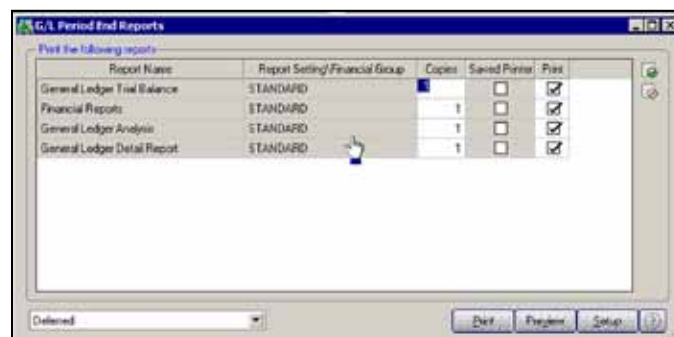 G/L Period End Reports
Print the following reports
Report Name Report Setting\Financial Group Copies Saved Printer Print
General Ledger Trial Balance STANDARD 1
Financial Reports STANDARD 1
General Ledger Analysis STANDARD 1
General Ledger Detail Report STANDARD 1
Deferred Print Preview Setup